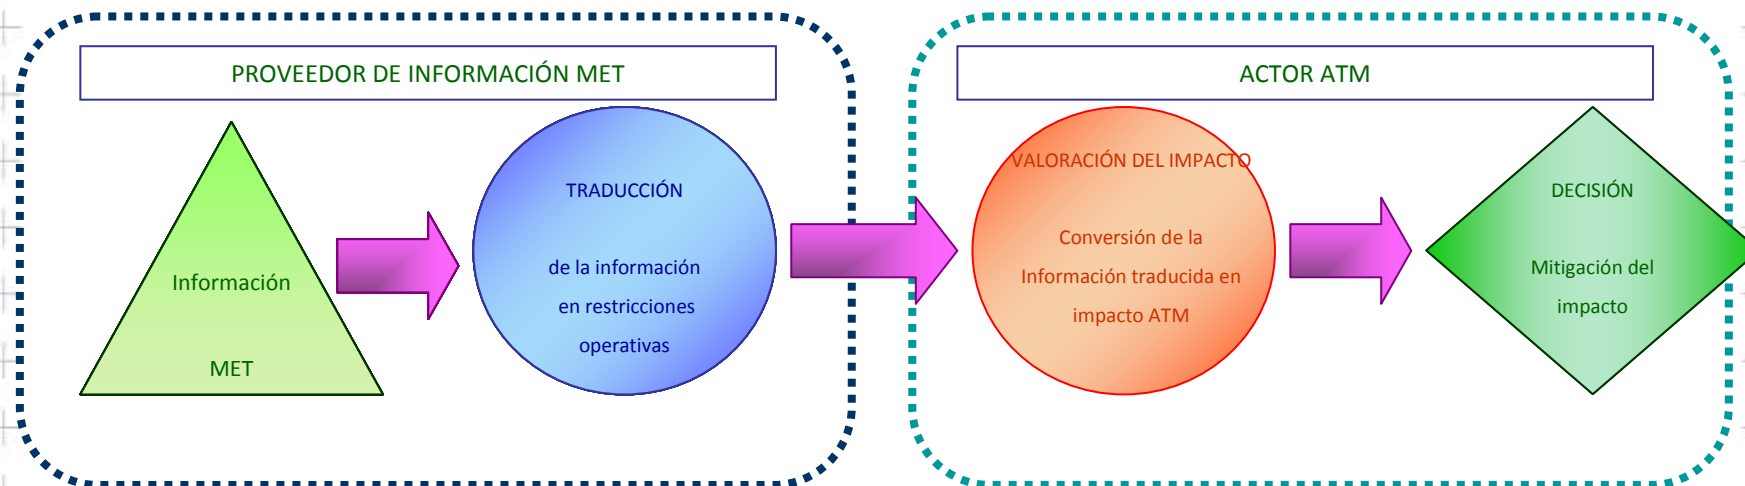 PROVEEDOR DE INFORMACIÓN MET
Información
MET
TRADUCCIÓN
de la información
en restricciones
operativas
ACTOR ATM
VALORACIÓN DEL IMPACTO
Conversión de la
Información traducida en
impacto ATM
DECISIÓN
Mitigación del
impacto